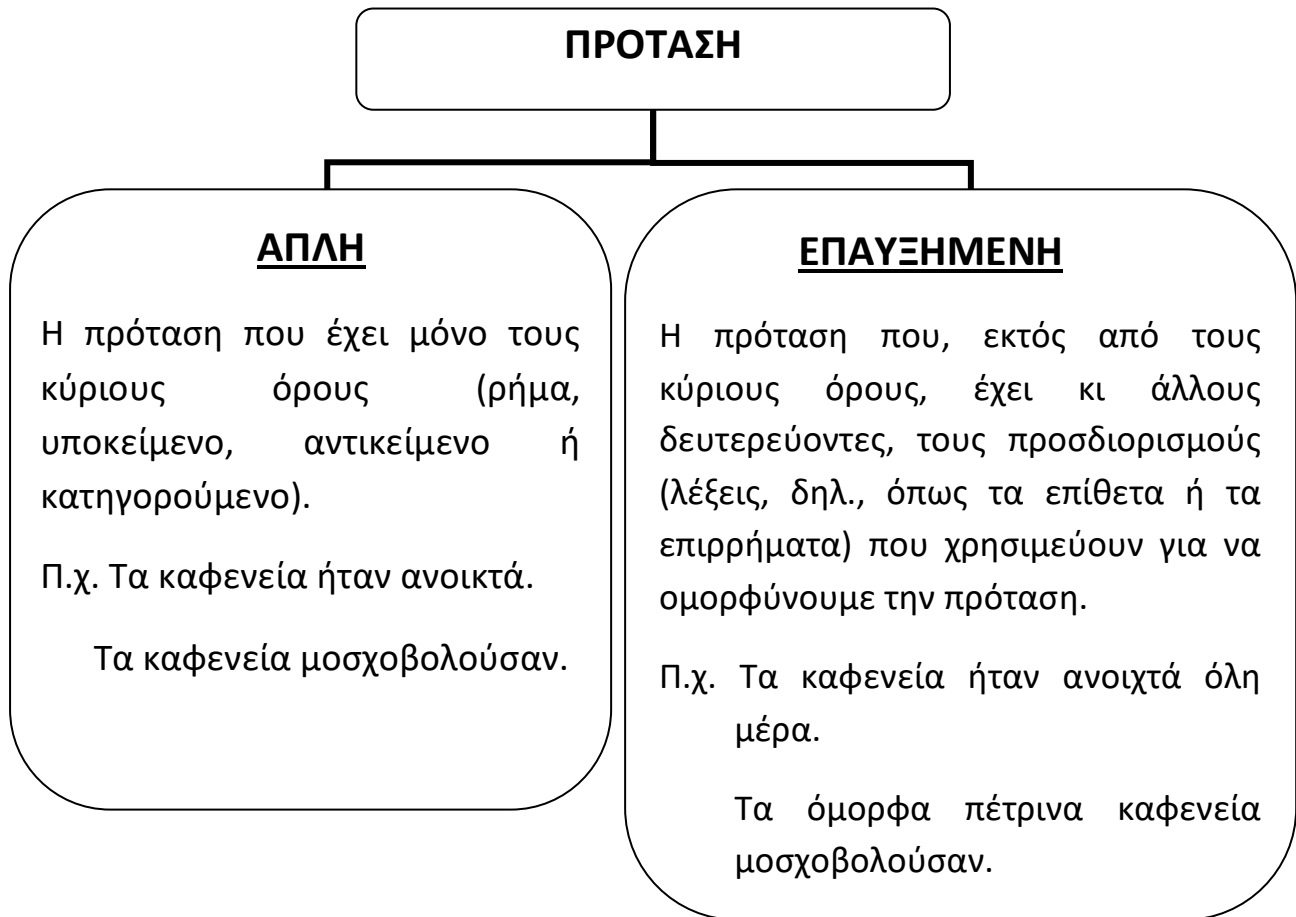 ΠΡΟΤΑΣΗ
ΑΠΛΗ
Η πρόταση που έχει μόνο τους
κύριους όρους (ρήμα,
υποκείμενο, αντικείμενο ή
κατηγορούμενο).
Π.χ. Τα καφενεία ήταν ανοικτά.
Τα καφενεία μοσχοβολούσαν.
ΕΠΑΥΞΗΜΕΝΗ
Η πρόταση που, εκτός από τους
κύριους όρους, έχει κι άλλους
δευτερεύοντες, τους προσδιορισμούς
(λέξεις, δηλ., όπως τα επίθετα ή τα
επιρρήματα) που χρησιμεύουν για να
ομορφύνουμε την πρόταση.
Π.χ. Τα καφενεία ήταν ανοιχτά όλη
μέρα.
Τα όμορφα πέτρινα καφενεία
μοσχοβολούσαν.